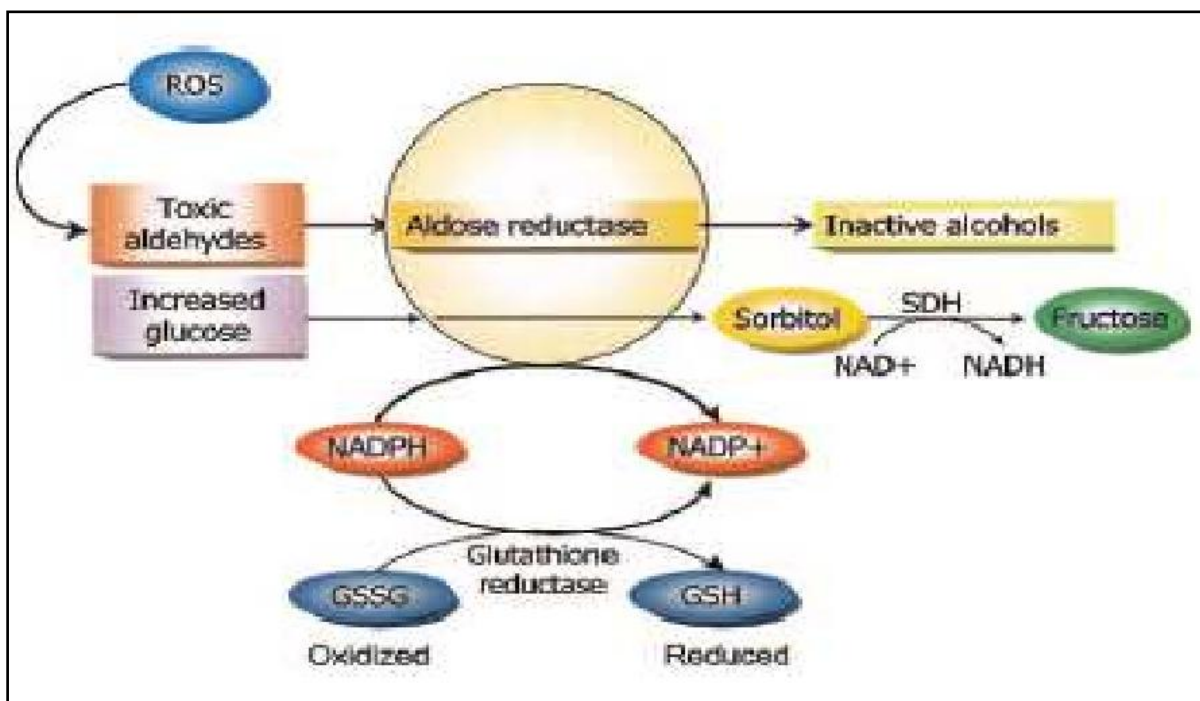 ROS
Toxic
aldehydes
Aldose reductase
Inactive alcohols
Increased
glucose
Sorbitol
SDH
Fructose
NAD+
NADH
NADPH
NADP+
Glutathione
reductase
GSSG
GSH
Oxidized
Reduced